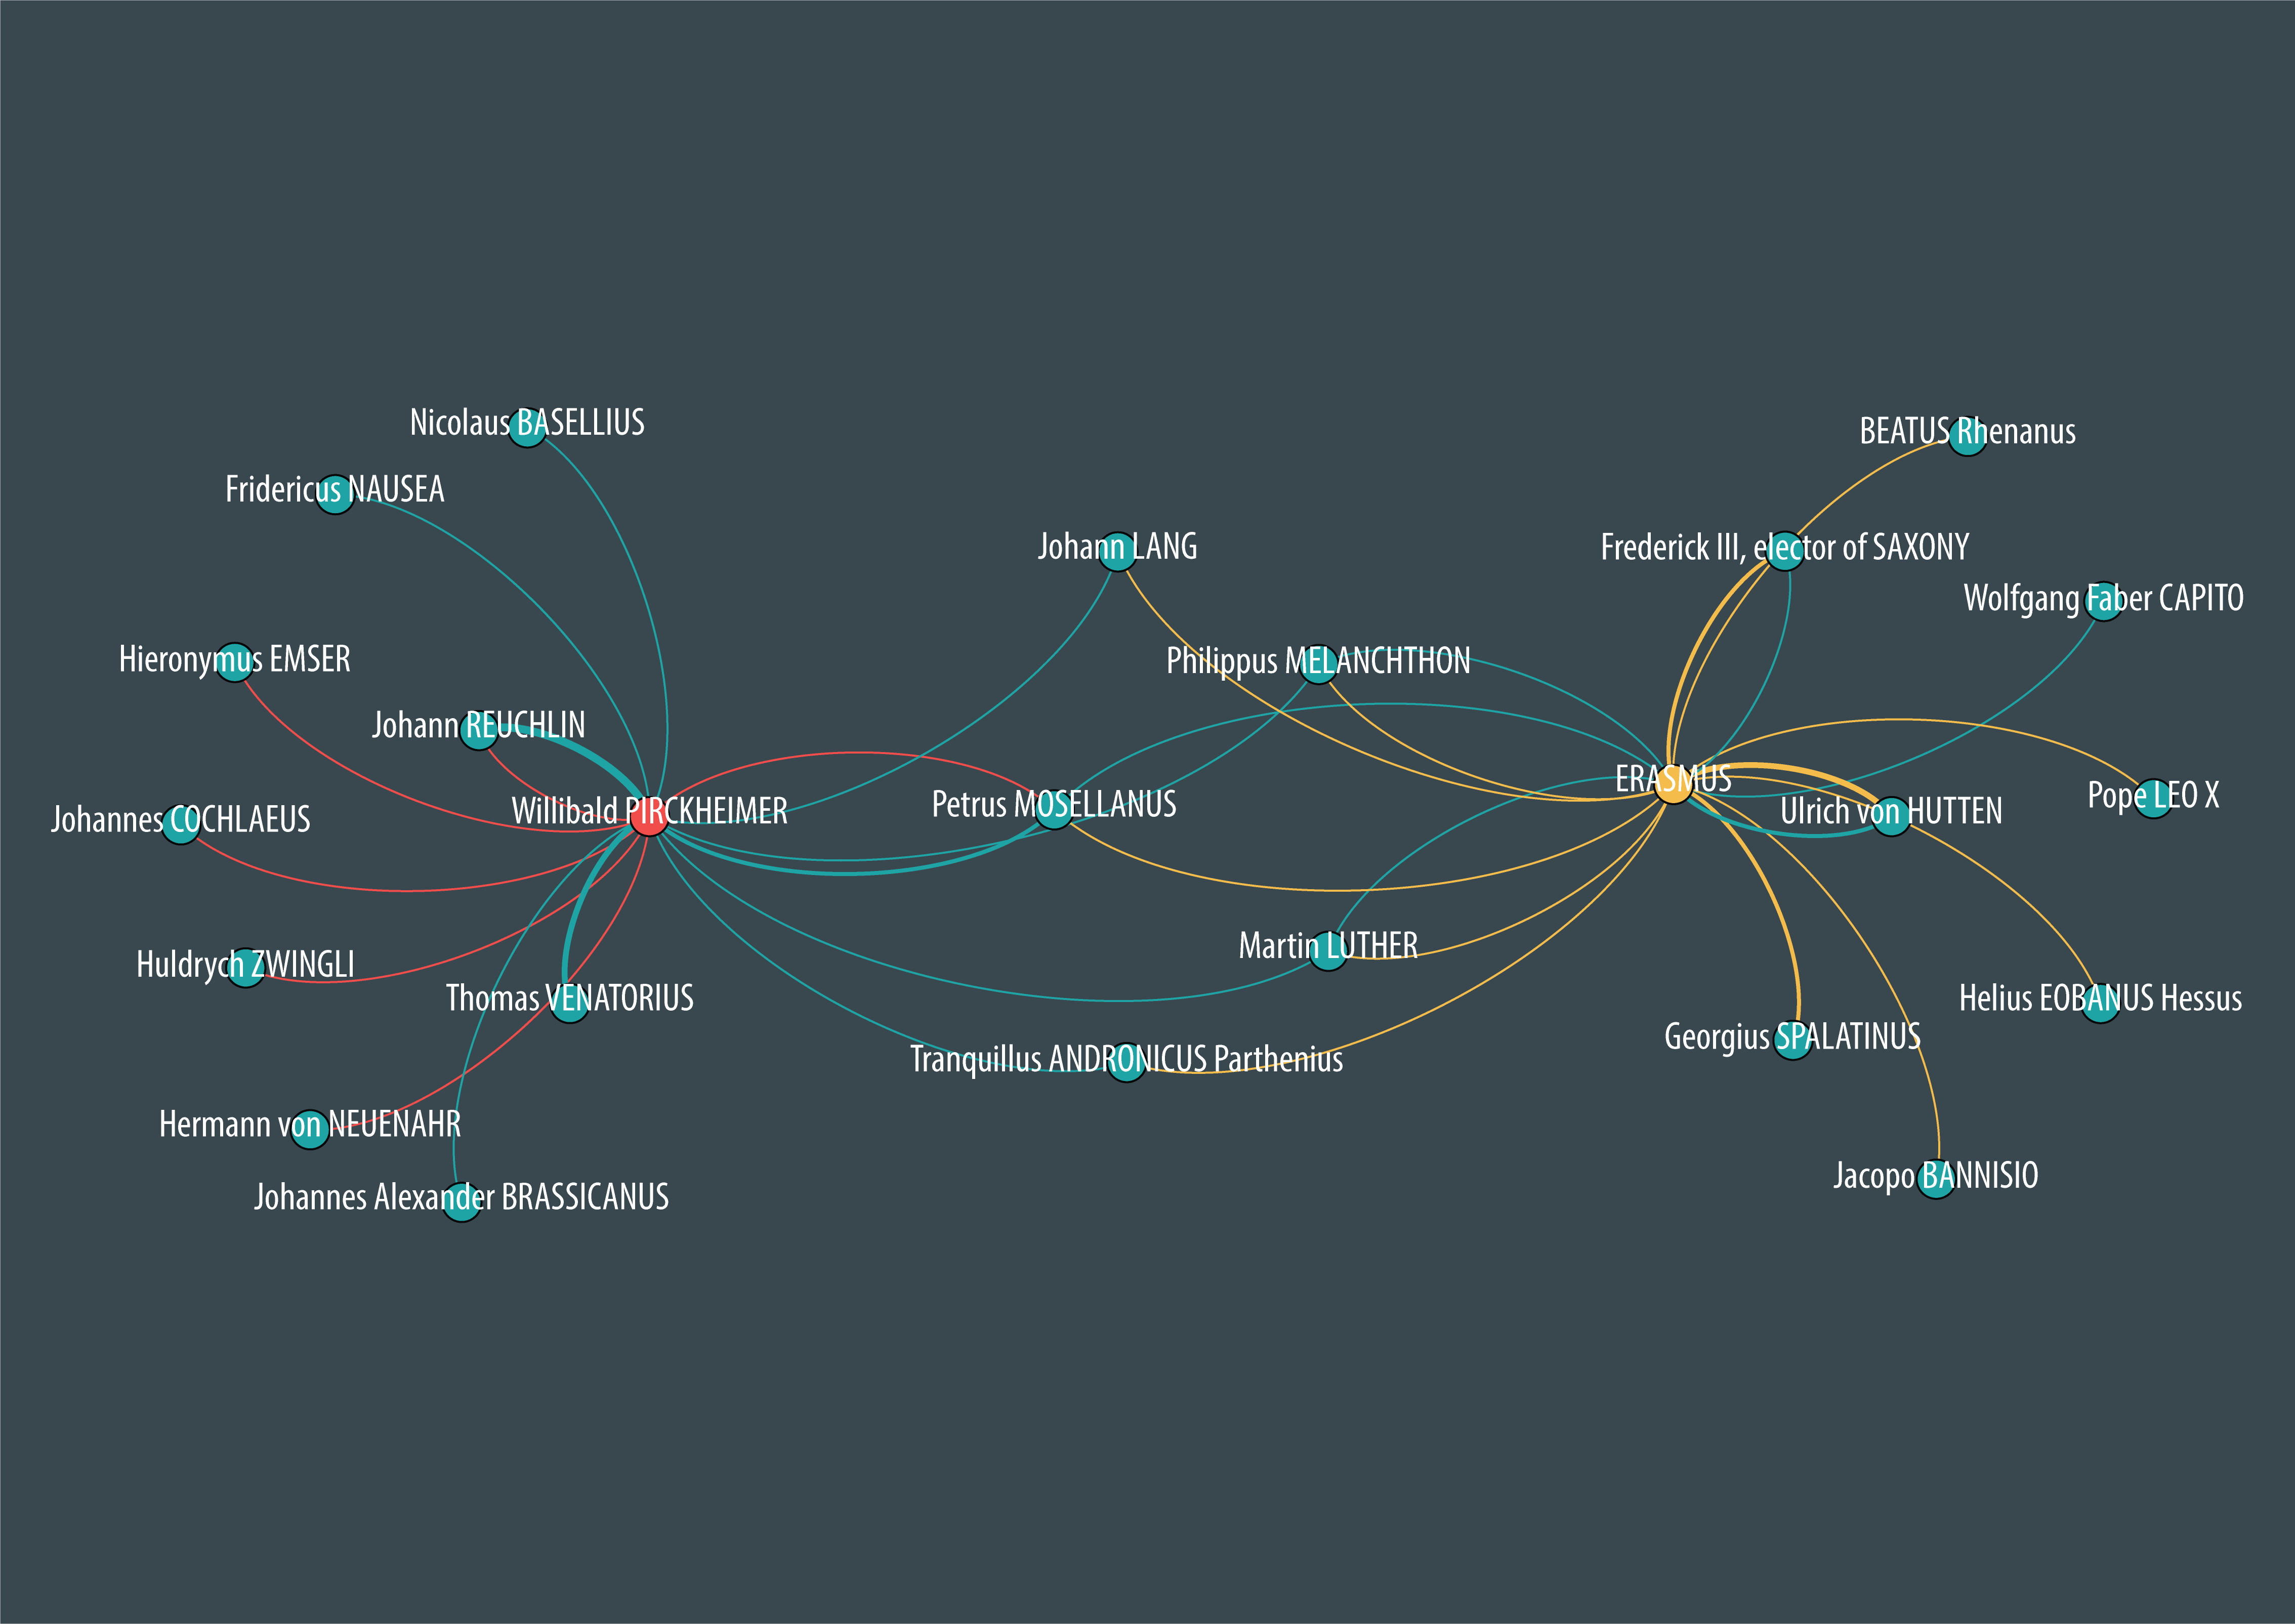 Nicolaus BASELLIUS
BEATUS Rhenanus
Fridericus NAUSEA
Johann LANG
Frederick III, elector of SAXONY
Wolfgang Faber CAPITO
Hieronymus EMSER
Philippus MELANCHTHON
Johann REUCHLIN
ERASMUS
Pope LEO X
Willibald PIRCKHEIMER
Petrus MOSELLANUS
Ulrich von HUTTEN
Johannes COCHLAEUS
Martin LUTHER
Huldrych ZWINGLI
Thomas VENATORIUS
Helius EOBANUS Hessus
Georgius SPALATINUS
Tranquillus ANDRONICUS Parthenius
Hermann von NEUENAHR
Jacopo BANNISIO
Johannes Alexander BRASSICANUS